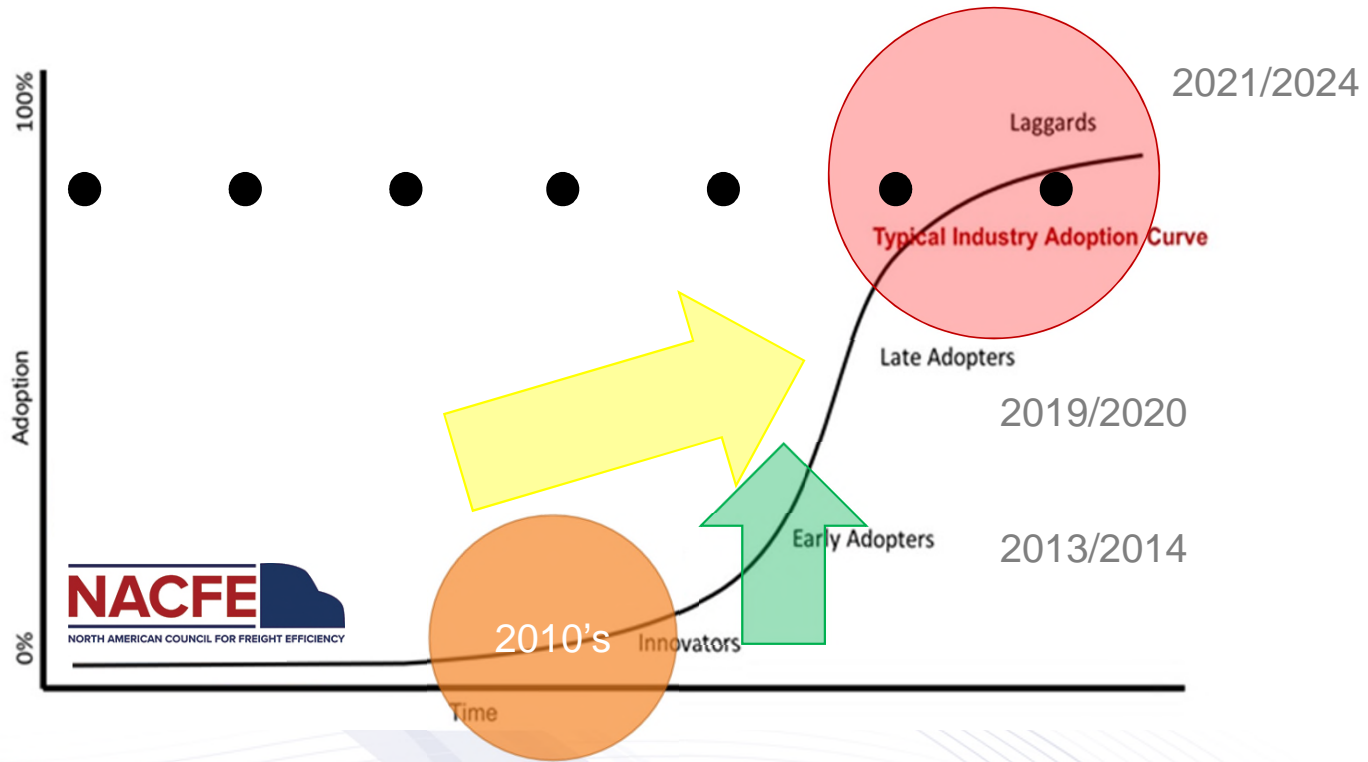 100%
2021/2024
Laggards
Typical Industry Adoption Curve
Late Adopters
Adoption
2019/2020
Early Adopters
2013/2014
NACFE
NORTH AMERICAN COUNCIL FOR FREIGHT EFFICIENCY
2010's
Innovators
0%
Time